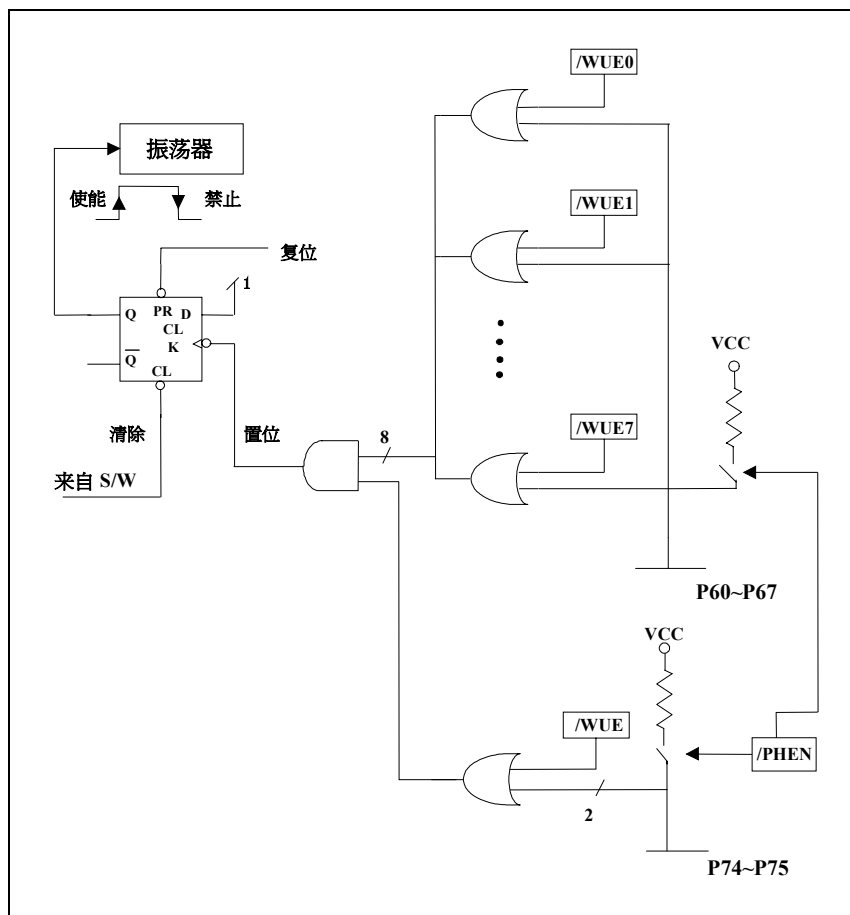 /WUE0
振荡器
使能
禁止
/WUE1
复位
1
Q
PR
D
CL
K
Q
CL
VCC
清除
置位
8
/WUE7
来自 S/W
P60~P67
VCC
/WUE
/PHEN
2
P74~P75